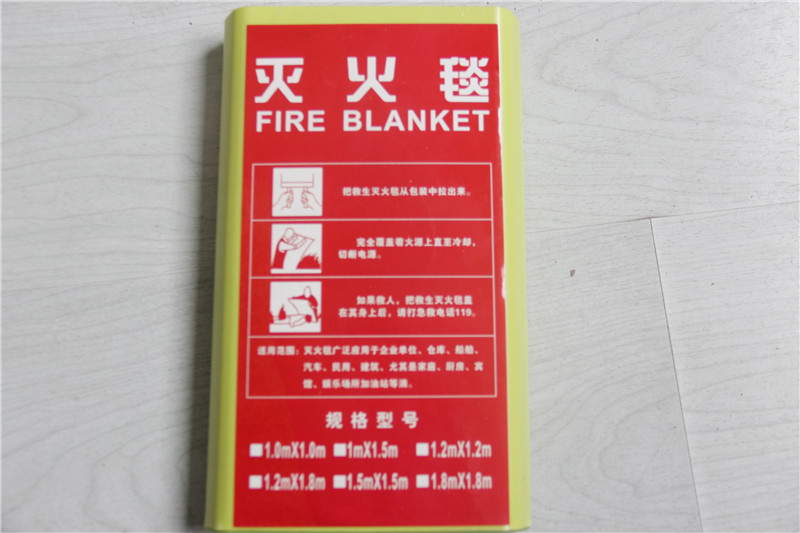 灭火毯
FIRE BLANKET
把救生灭火毯从包装中拉出来。
完全覆盖着火源上直至冷却,
切断电源。
如果救人，把救生灭火毯盖
在其身上后，请打急救电话119。
适用范围：灭火毯广泛应用于企业单位、仓库、船舶、
汽车、民用、建筑、尤其是家庭、厨房、宾
馆、娱乐场所加油站等潢。
规格型号
□1.0mX1.0m □1mX1.5m □1.2mX1.2m
□1.2mX1.8m □1.5mX1.5m □1.8mX1.8m